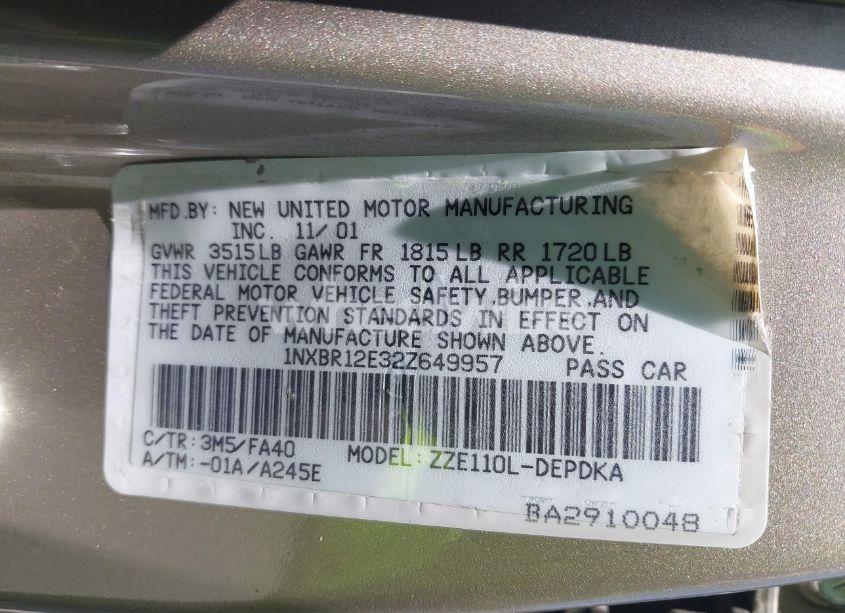 MFD.BY: NEW UNITED MOTOR MANUFACTURING
INC. 11/01
GVWR 3515LB GAWR FR 1815LB RR 1720LB
THIS VEHICLE CONFORMS TO ALL APPLICABLE
FEDERAL MOTOR VEHICLE SAFETY,BUMPER,AND
THEFT PREVENTION STANDARDS IN EFFECT ON
THE DATE OF MANUFACTURE SHOWN ABOVE.
1NXBR12E32Z649957 PASS CAR
C/TR:3M5/FA40
A/TM:-01A/A245E MODEL:ZZE110L-DEPDKA
BA2910048